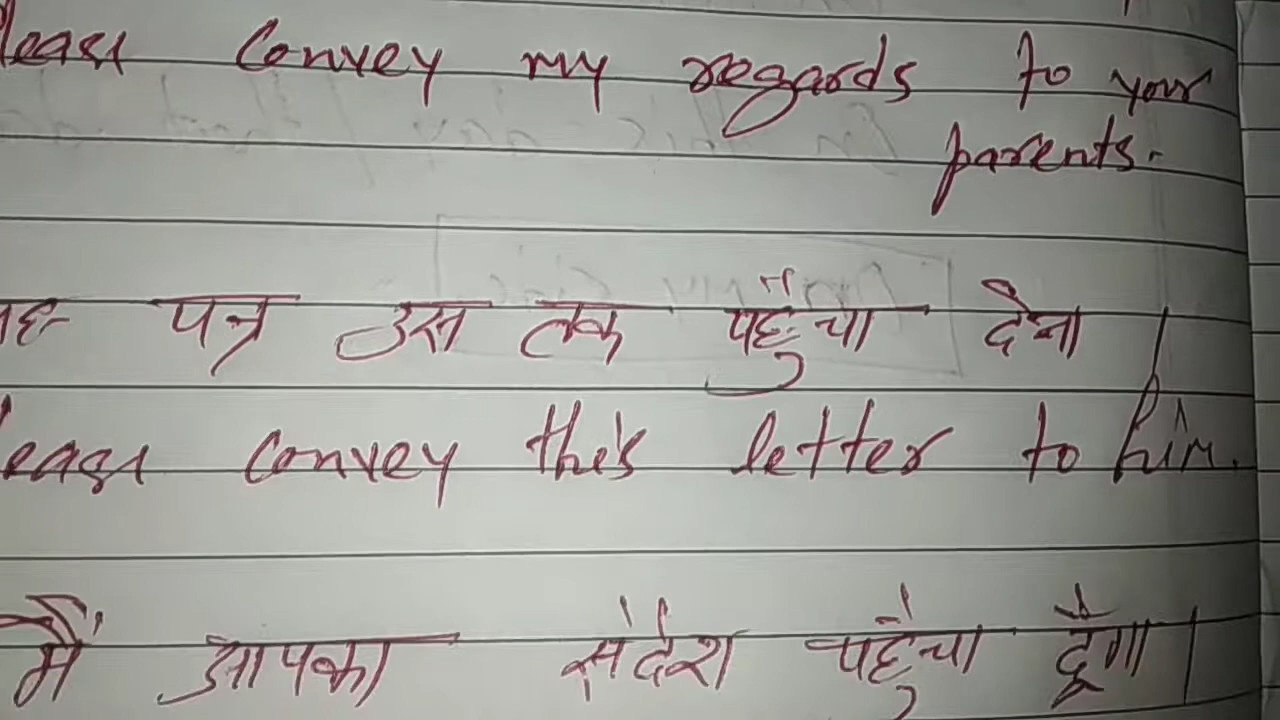 lease convey my regards to your
parents.
यह पत्र उस तक पहुँचा देना।
lease convey this letter to him.
मैं आपका संदेश पहुँचा दूँगा।